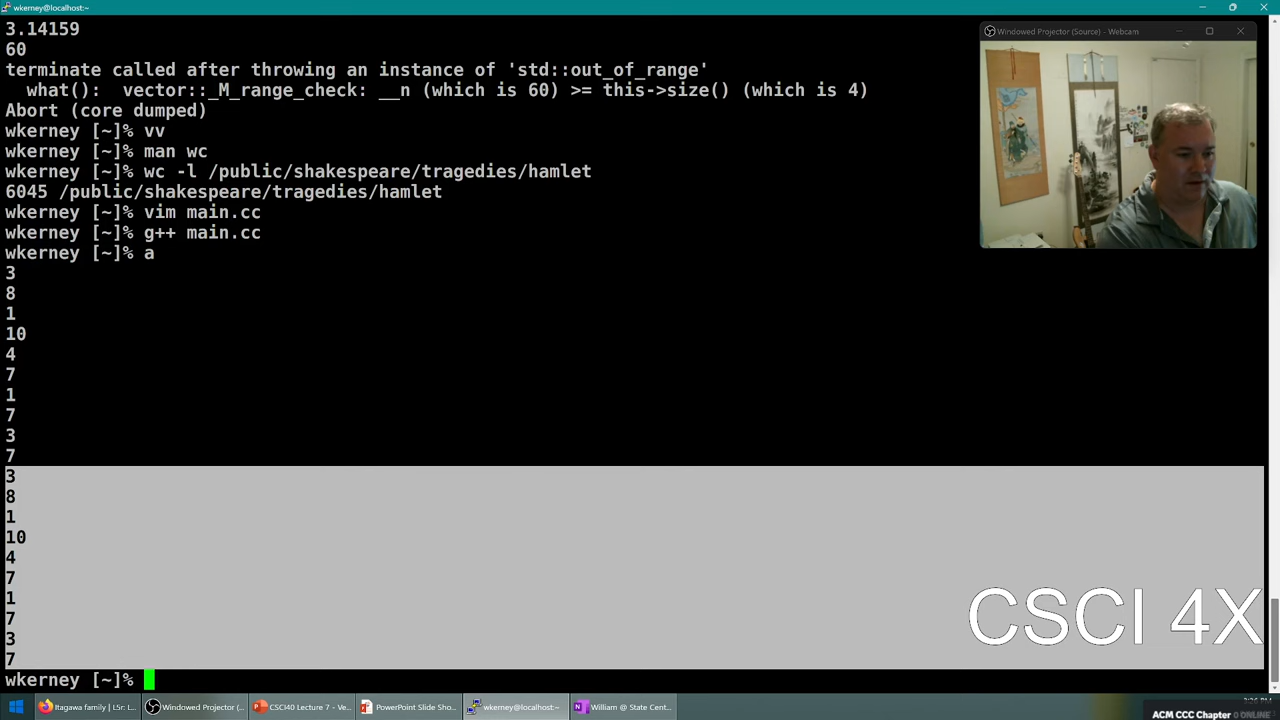 wkerney@localhost:~
3.14159
60
terminate called after throwing an instance of 'std::out_of_range'
what():  vector::_M_range_check: __n (which is 60) >= this->size() (which is 4)
Abort (core dumped)
wkerney [~]% vv
wkerney [~]% man wc
wkerney [~]% wc -l /public/shakespeare/tragedies/hamlet
6045 /public/shakespeare/tragedies/hamlet
wkerney [~]% vim main.cc
wkerney [~]% g++ main.cc
wkerney [~]% a
3
8
1
10
4
7
1
7
3
7
3
8
1
10
4
7
1
7
3
7
wkerney [~]%
Windowed Projector (Source) - Webcam
CSCI 4X
Itagawa family | L5r: L...
Windowed Projector (...
CSCI40 Lecture 7 - Ve...
PowerPoint Slide Sho...
wkerney@localhost:~
William @ State Cent...
ACM CCC Chapter 0 ONLINE